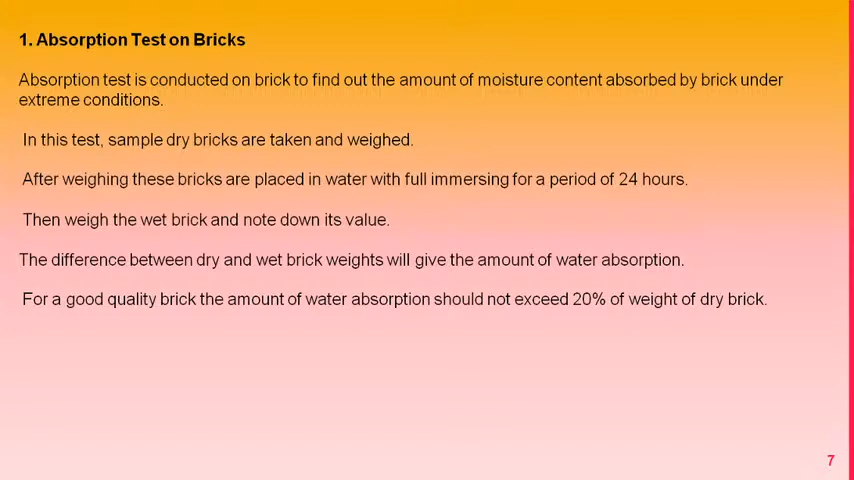 1. Absorption Test on Bricks
Absorption test is conducted on brick to find out the amount of moisture content absorbed by brick under
extreme conditions.
In this test, sample dry bricks are taken and weighed.
After weighing these bricks are placed in water with full immersing for a period of 24 hours.
Then weigh the wet brick and note down its value.
The difference between dry and wet brick weights will give the amount of water absorption.
For a good quality brick the amount of water absorption should not exceed 20% of weight of dry brick.
7